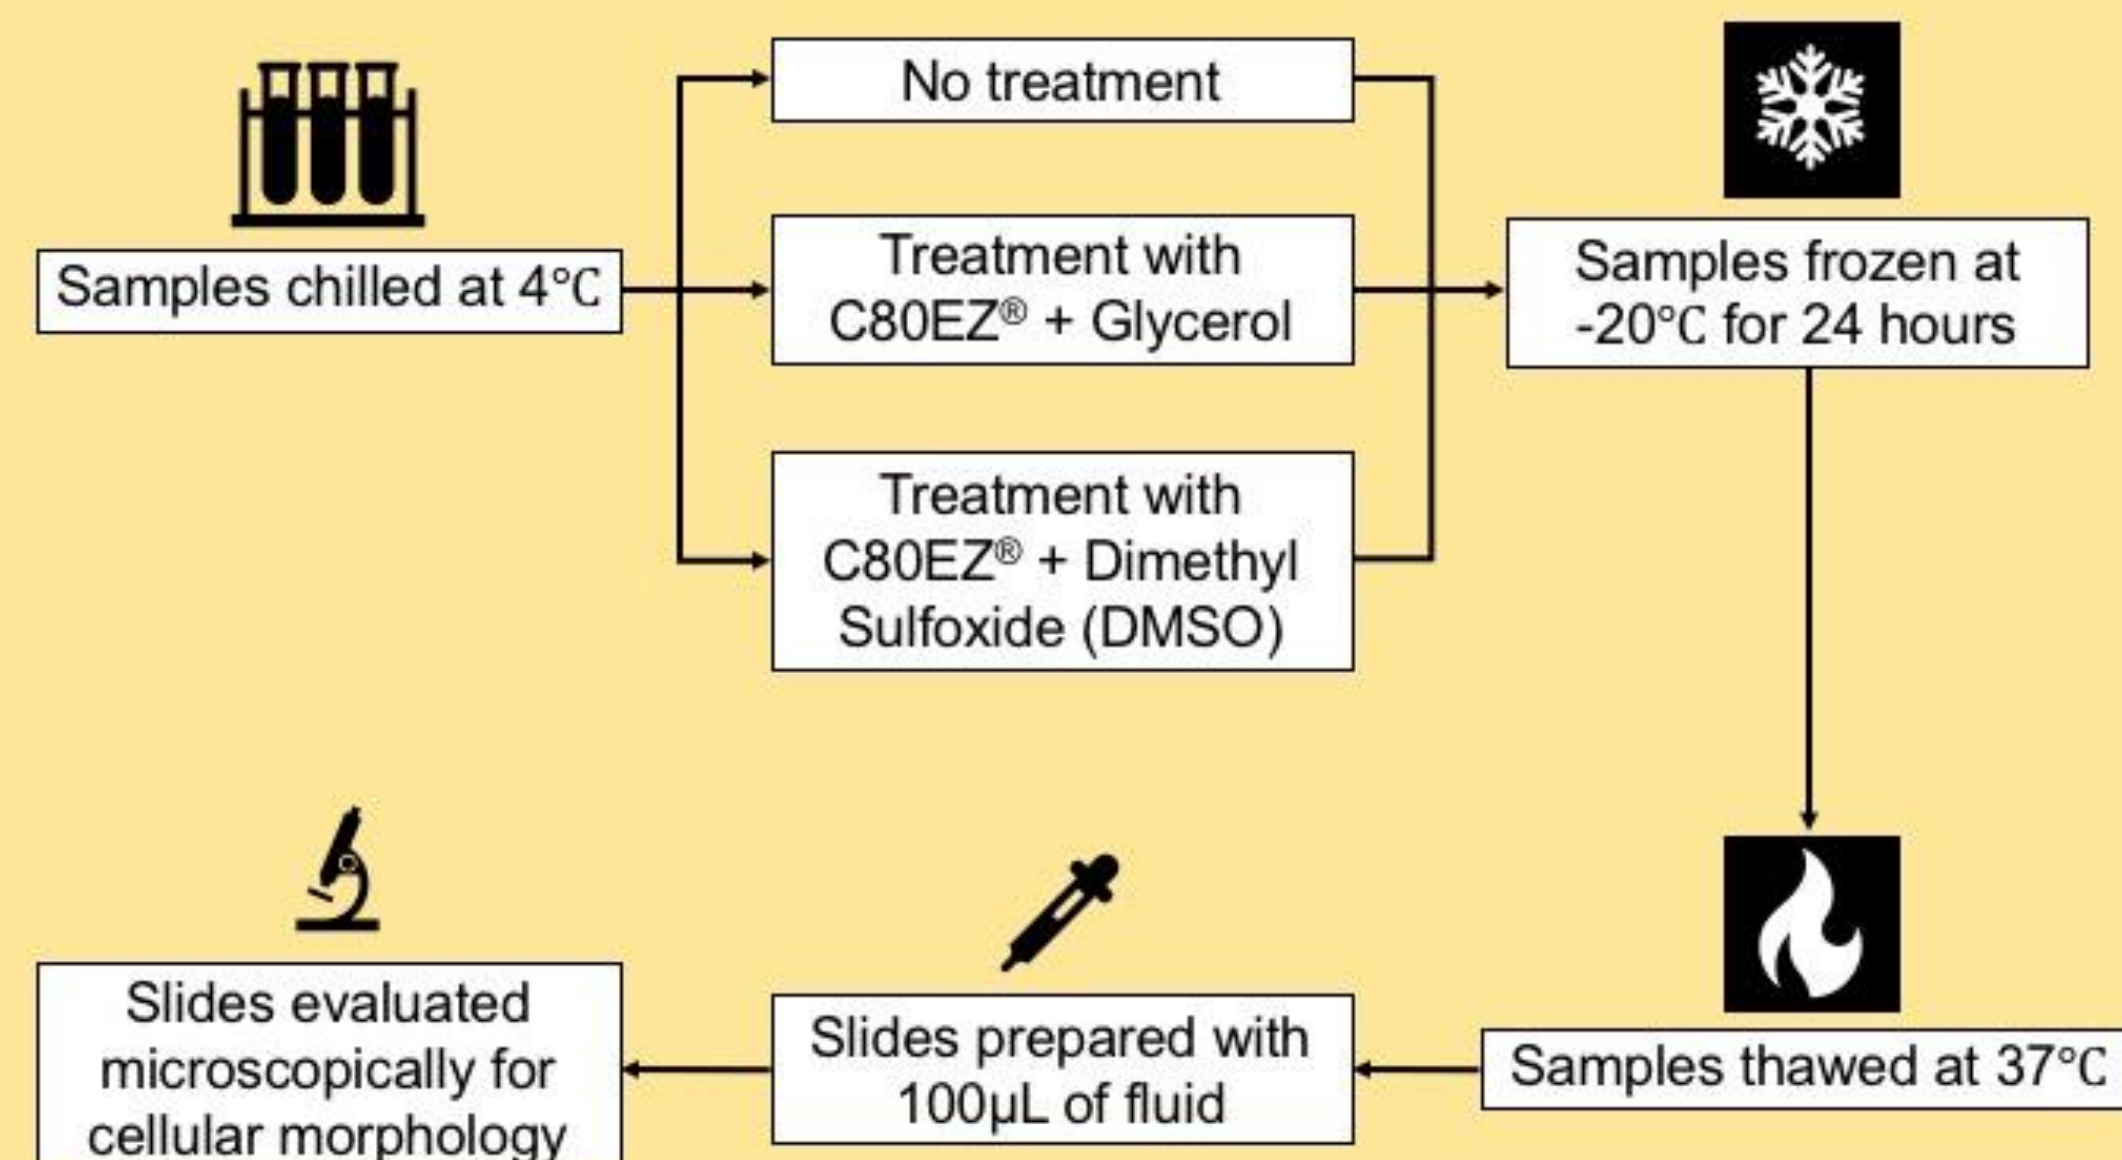 Samples chilled at 4°C
No treatment
Treatment with
C80EZ® + Glycerol
Treatment with
C80EZ® + Dimethyl
Sulfoxide (DMSO)
Samples frozen at
-20°C for 24 hours
Samples thawed at 37°C
Slides prepared with
100µL of fluid
Slides evaluated
microscopically for
cellular morphology